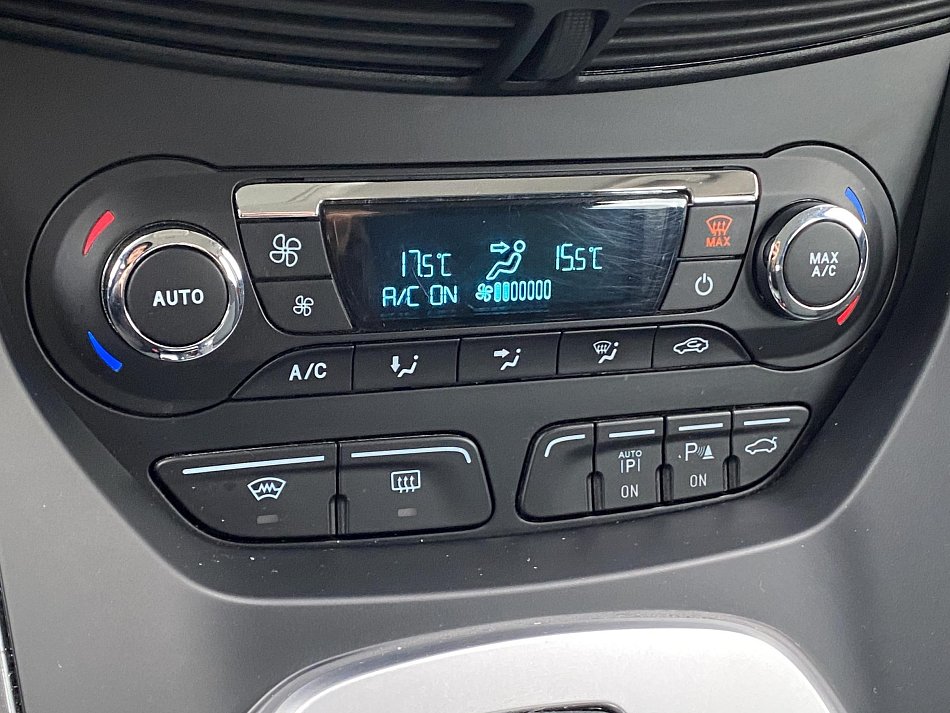 17.5°C 15.5°C
A/C ON
AUTO
MAX
MAX
A/C
A/C
AUTO
P
ON
P
ON